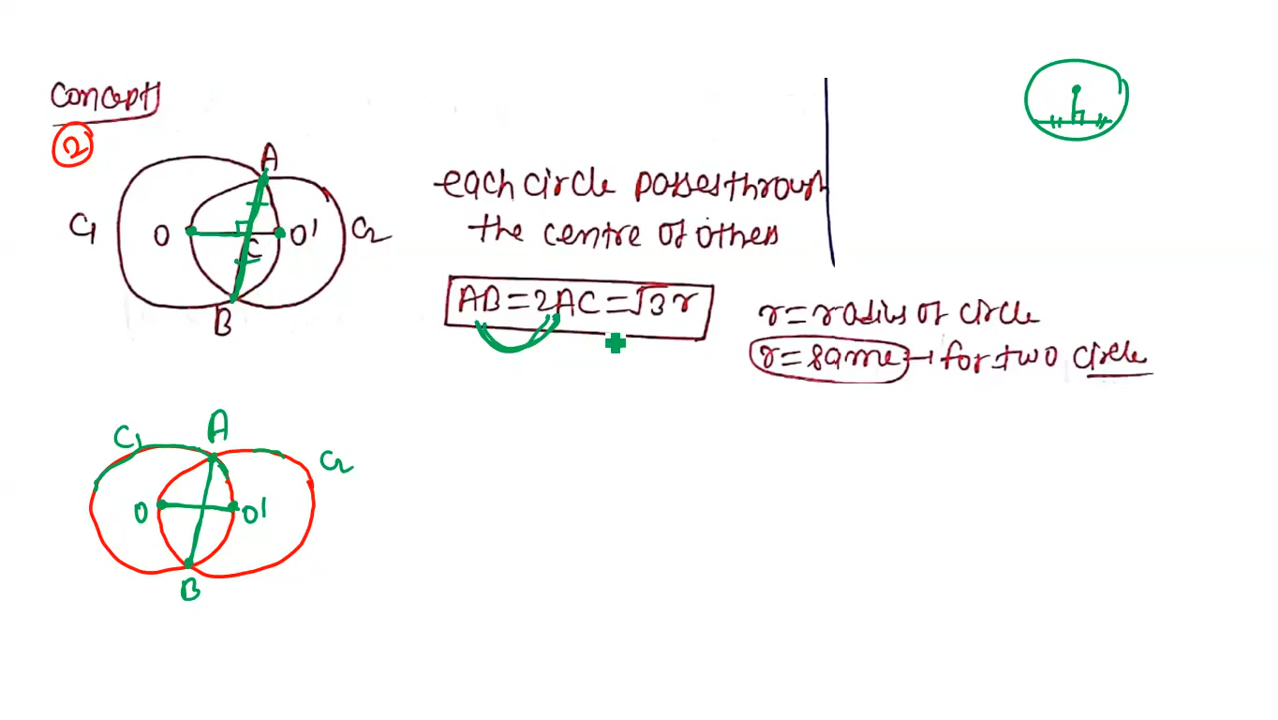 Concept
2
A
C1 O C O' C2
B
each circle passes through
the centre of others
AB=2AC=√3r
r=radius of circle
r=same → for two circle
C1 A C2
O O'
B